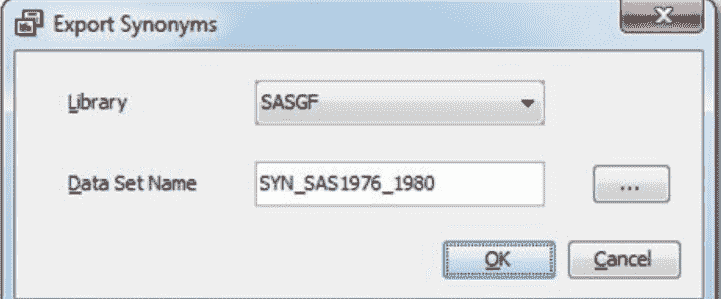 Export Synonyms
Library SASGF
Data Set Name SYN_SAS1976_1980 ...
OK Cancel